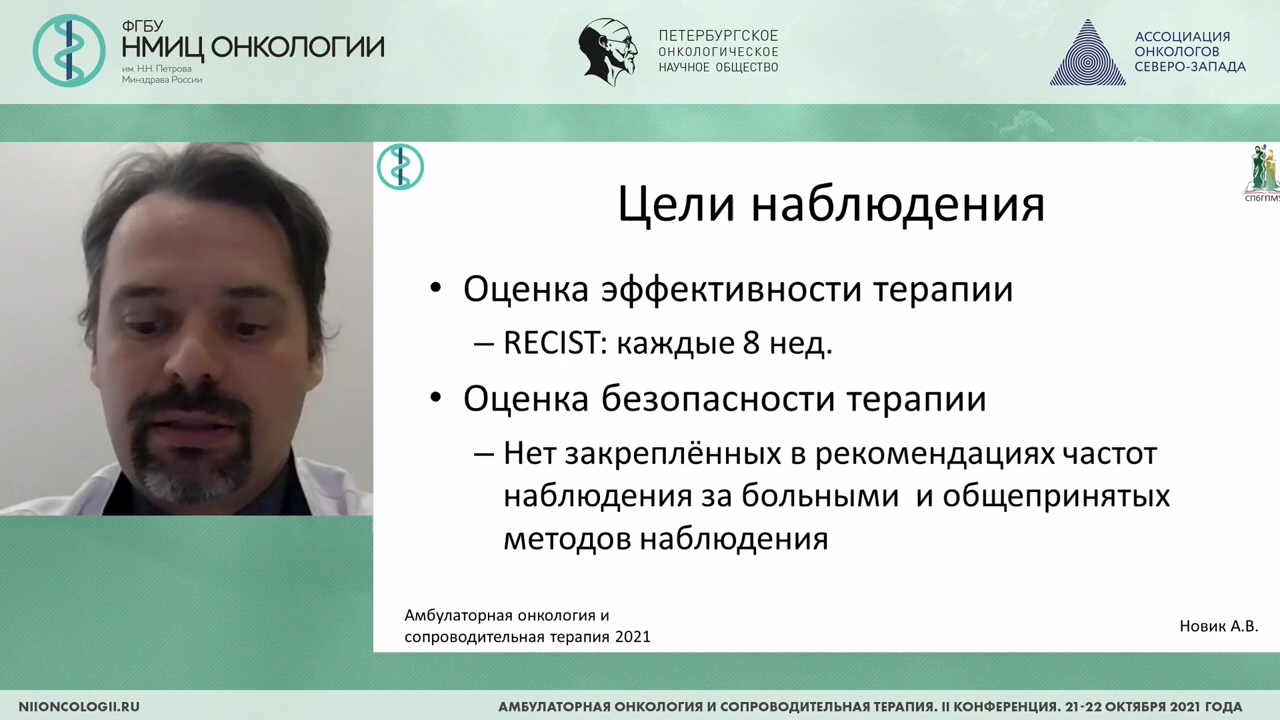 ФГБУ
НМИЦ ОНКОЛОГИИ
им. Н.Н. Петрова
Минздрава России
ПЕТЕРБУРГСКОЕ
ОНКОЛОГИЧЕСКОЕ
НАУЧНОЕ ОБЩЕСТВО
АССОЦИАЦИЯ
ОНКОЛОГОВ
СЕВЕРО-ЗАПАДА
СПбГПМУ
Цели наблюдения
• Оценка эффективности терапии
– RECIST: каждые 8 нед.
• Оценка безопасности терапии
– Нет закреплённых в рекомендациях частот
наблюдения за больными и общепринятых
методов наблюдения
Амбулаторная онкология и
сопроводительная терапия 2021
Новик А.В.
NIIONCOLOGII.RU
АМБУЛАТОРНАЯ ОНКОЛОГИЯ И СОПРОВОДИТЕЛЬНАЯ ТЕРАПИЯ. II КОНФЕРЕНЦИЯ. 21-22 ОКТЯБРЯ 2021 ГОДА